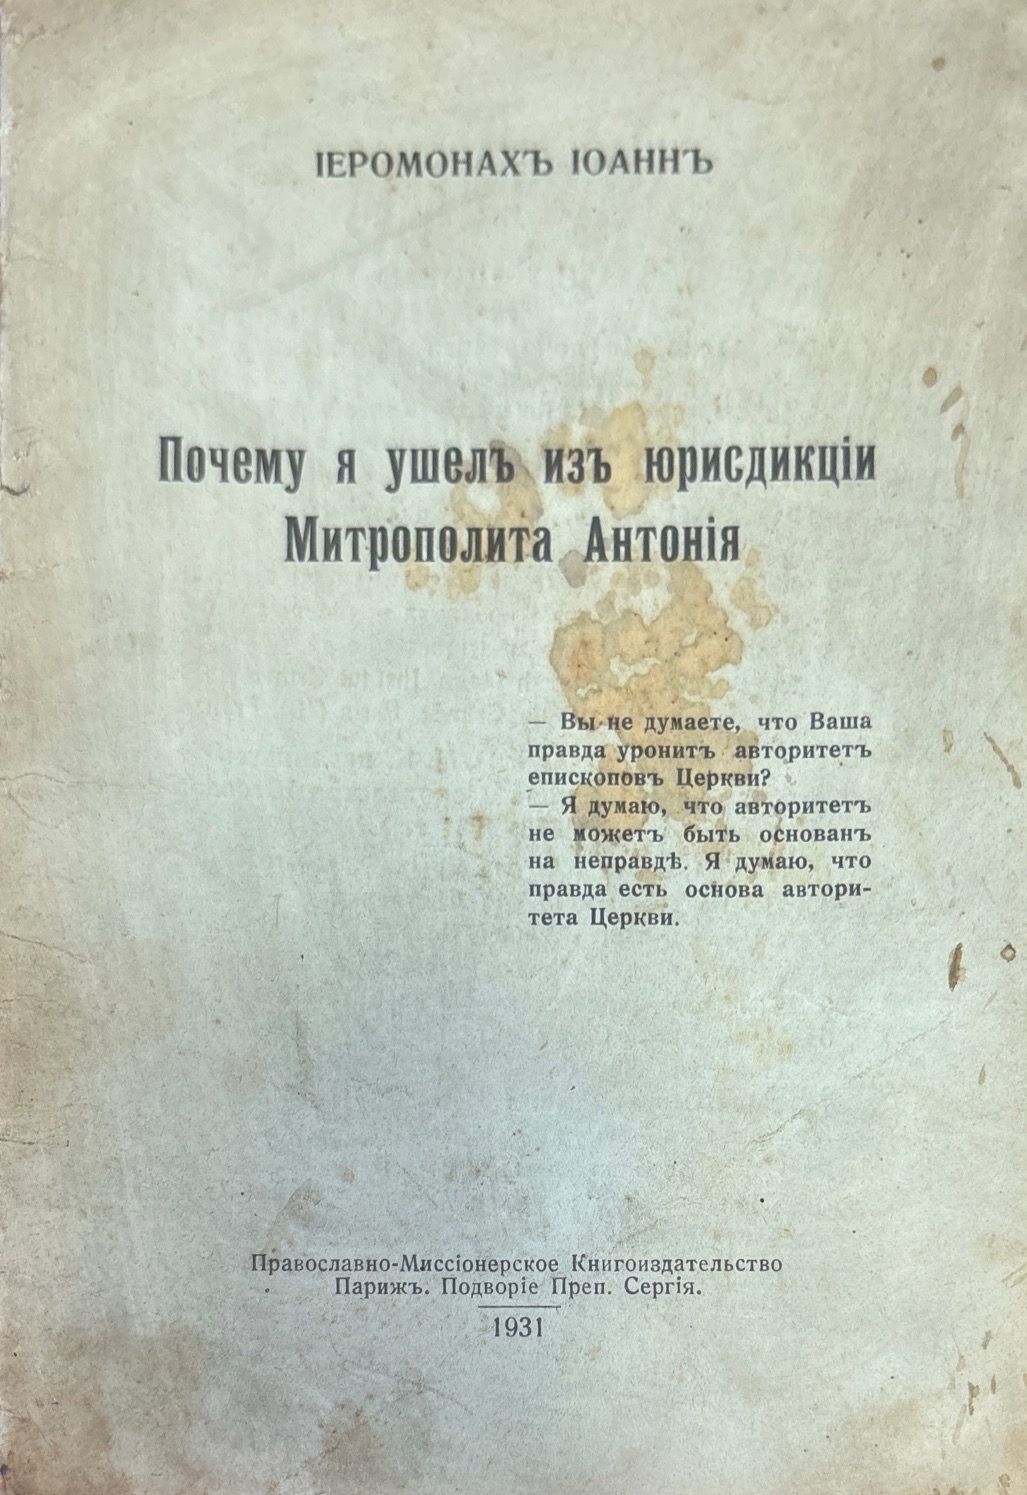 ІЕРОМОНАХЪ ІОАННЪ
Почему я ушелъ изъ юрисдикціи
Митрополита Антонія
— Вы не думаете, что Ваша
правда уронитъ авторитетъ
епископовъ Церкви?
— Я думаю, что авторитетъ
не можетъ быть основанъ
на неправдѣ. Я думаю, что
правда есть основа автори-
тета Церкви.
Православно-Миссіонерское Книгоиздательство
Парижъ. Подворіе Преп. Сергія.
1931